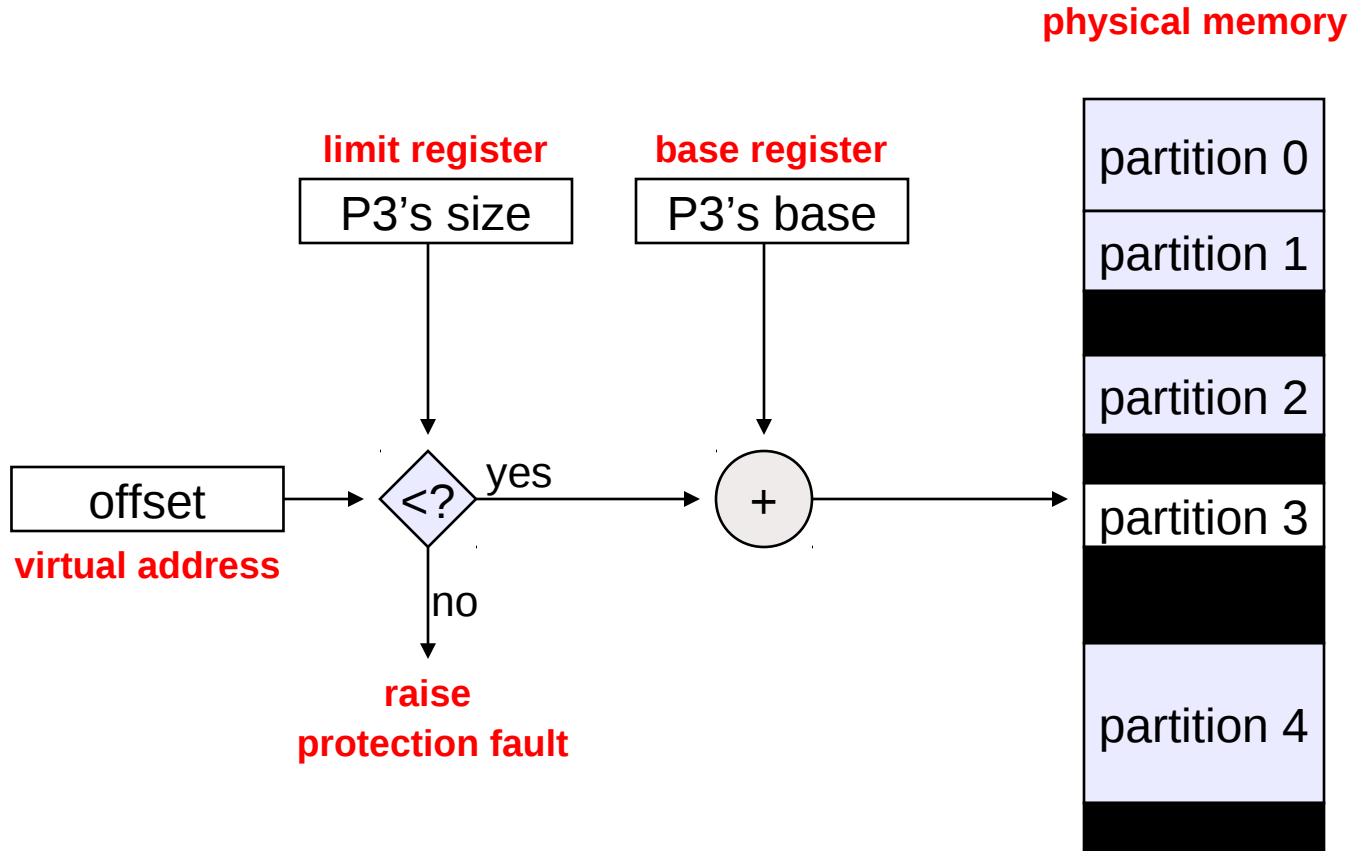 physical memory
limit register
base register
P3’s size
P3’s base
offset
virtual address
<?
yes
+
no
raise
protection fault
partition 0
partition 1
partition 2
partition 3
partition 4